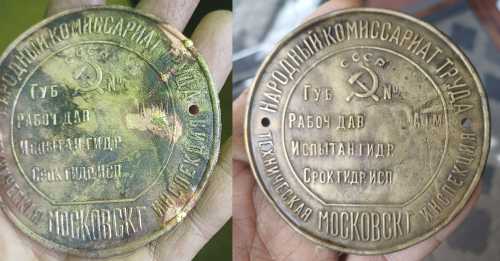 НАРОДНЫЙ КОМИССАРИАТ ТРУДА
СССР
ГУБ №
РАБОЧ ДАВ
ИСПЫТАН ГИДР
СРОК ГИДР ИСП
МОСКОВСКГ
ИНСПЕКЦИЯ
НАРОДНЫЙ КОМИССАРИАТ ТРУДА
СССР
ГУБ №
РАБОЧ ДАВ АТМ
ИСПЫТАН ГИДР
СРОК ГИДР ИСП
ТЕХНИЧЕСКАЯ ИНСПЕКЦИЯ
МОСКОВСКГ